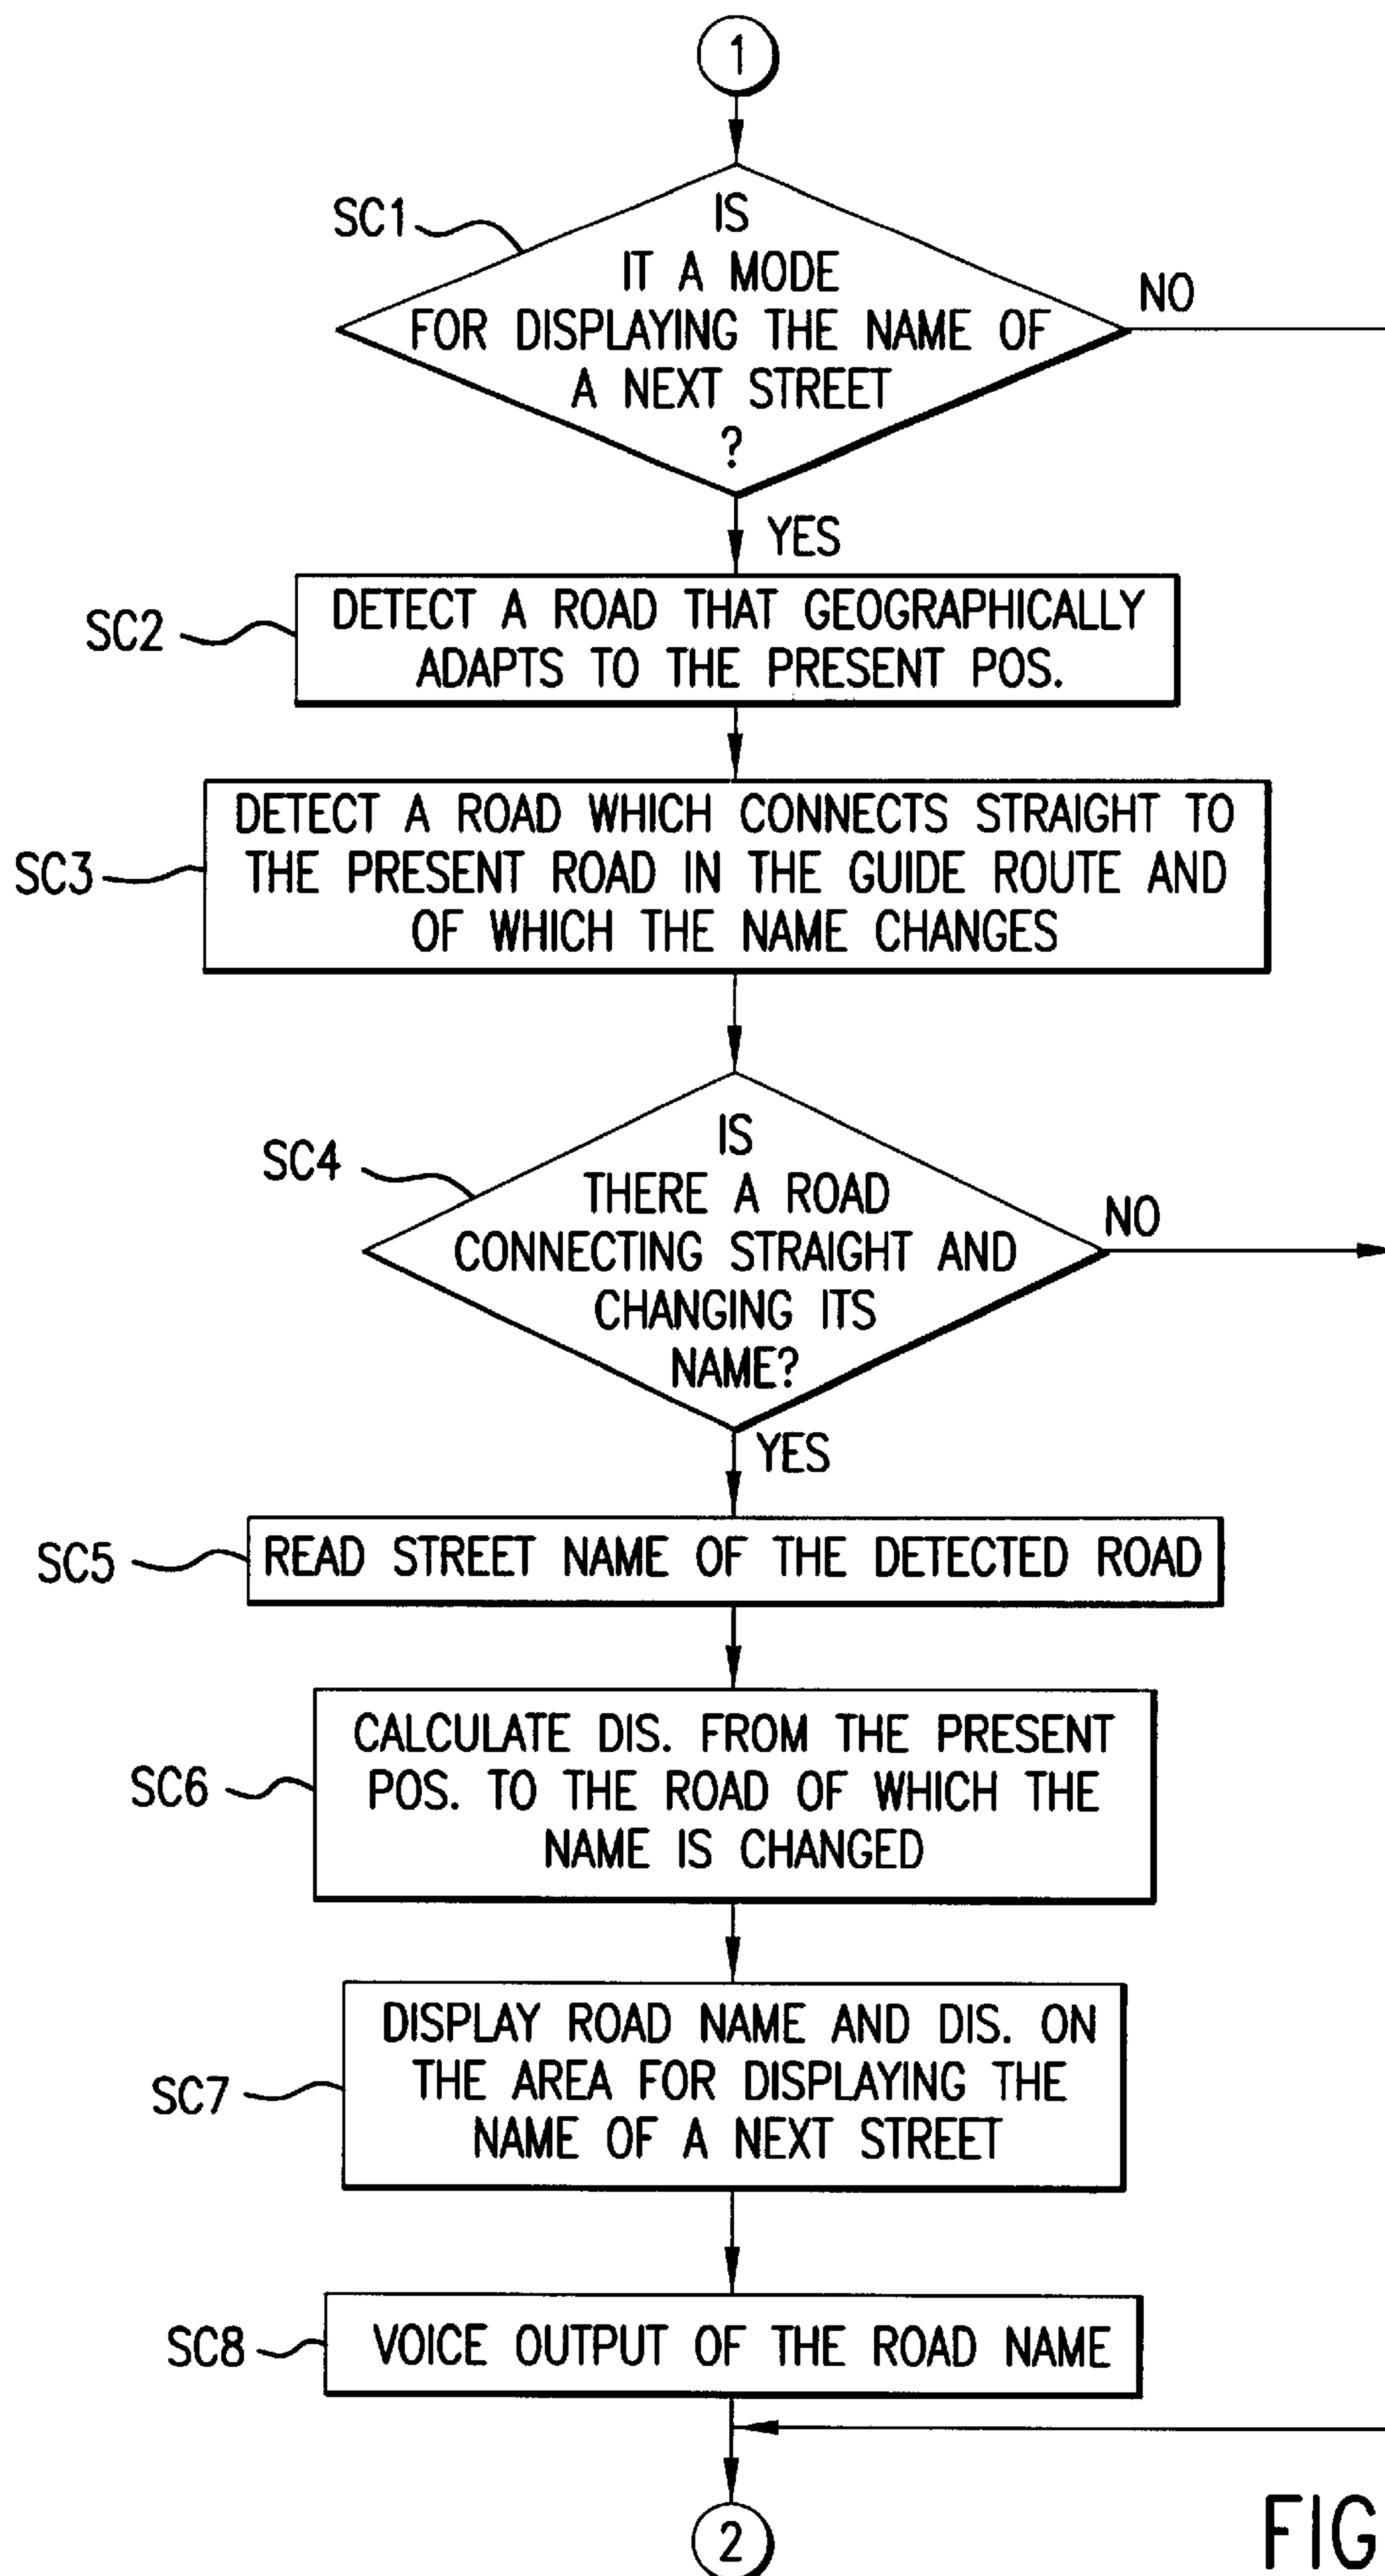 1
SC1
IS
IT A MODE
FOR DISPLAYING THE NAME OF
A NEXT STREET
?
NO
YES
SC2
DETECT A ROAD THAT GEOGRAPHICALLY
ADAPTS TO THE PRESENT POS.
SC3
DETECT A ROAD WHICH CONNECTS STRAIGHT TO
THE PRESENT ROAD IN THE GUIDE ROUTE AND
OF WHICH THE NAME CHANGES
SC4
IS
THERE A ROAD
CONNECTING STRAIGHT AND
CHANGING ITS
NAME?
NO
YES
SC5
READ STREET NAME OF THE DETECTED ROAD
SC6
CALCULATE DIS. FROM THE PRESENT
POS. TO THE ROAD OF WHICH THE
NAME IS CHANGED
SC7
DISPLAY ROAD NAME AND DIS. ON
THE AREA FOR DISPLAYING THE
NAME OF A NEXT STREET
SC8
VOICE OUTPUT OF THE ROAD NAME
2
FIG